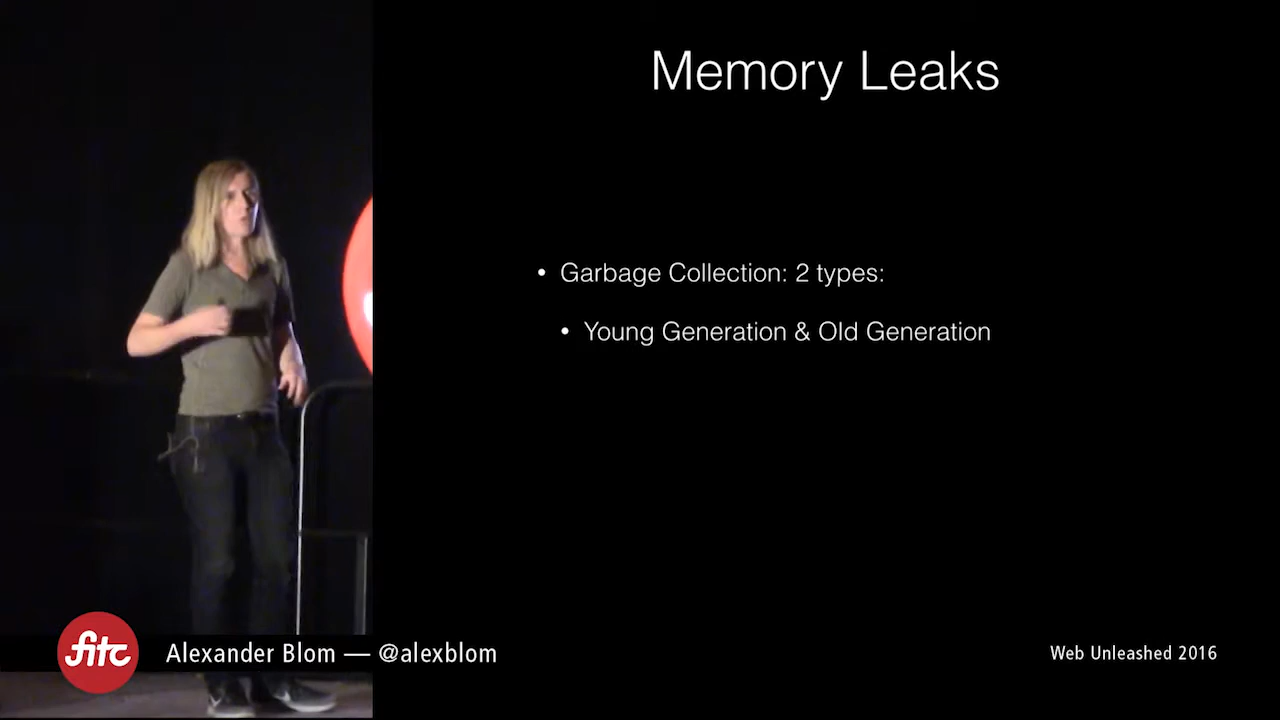 Memory Leaks
• Garbage Collection: 2 types:
• Young Generation & Old Generation
fitc
Alexander Blom — @alexblom
Web Unleashed 2016